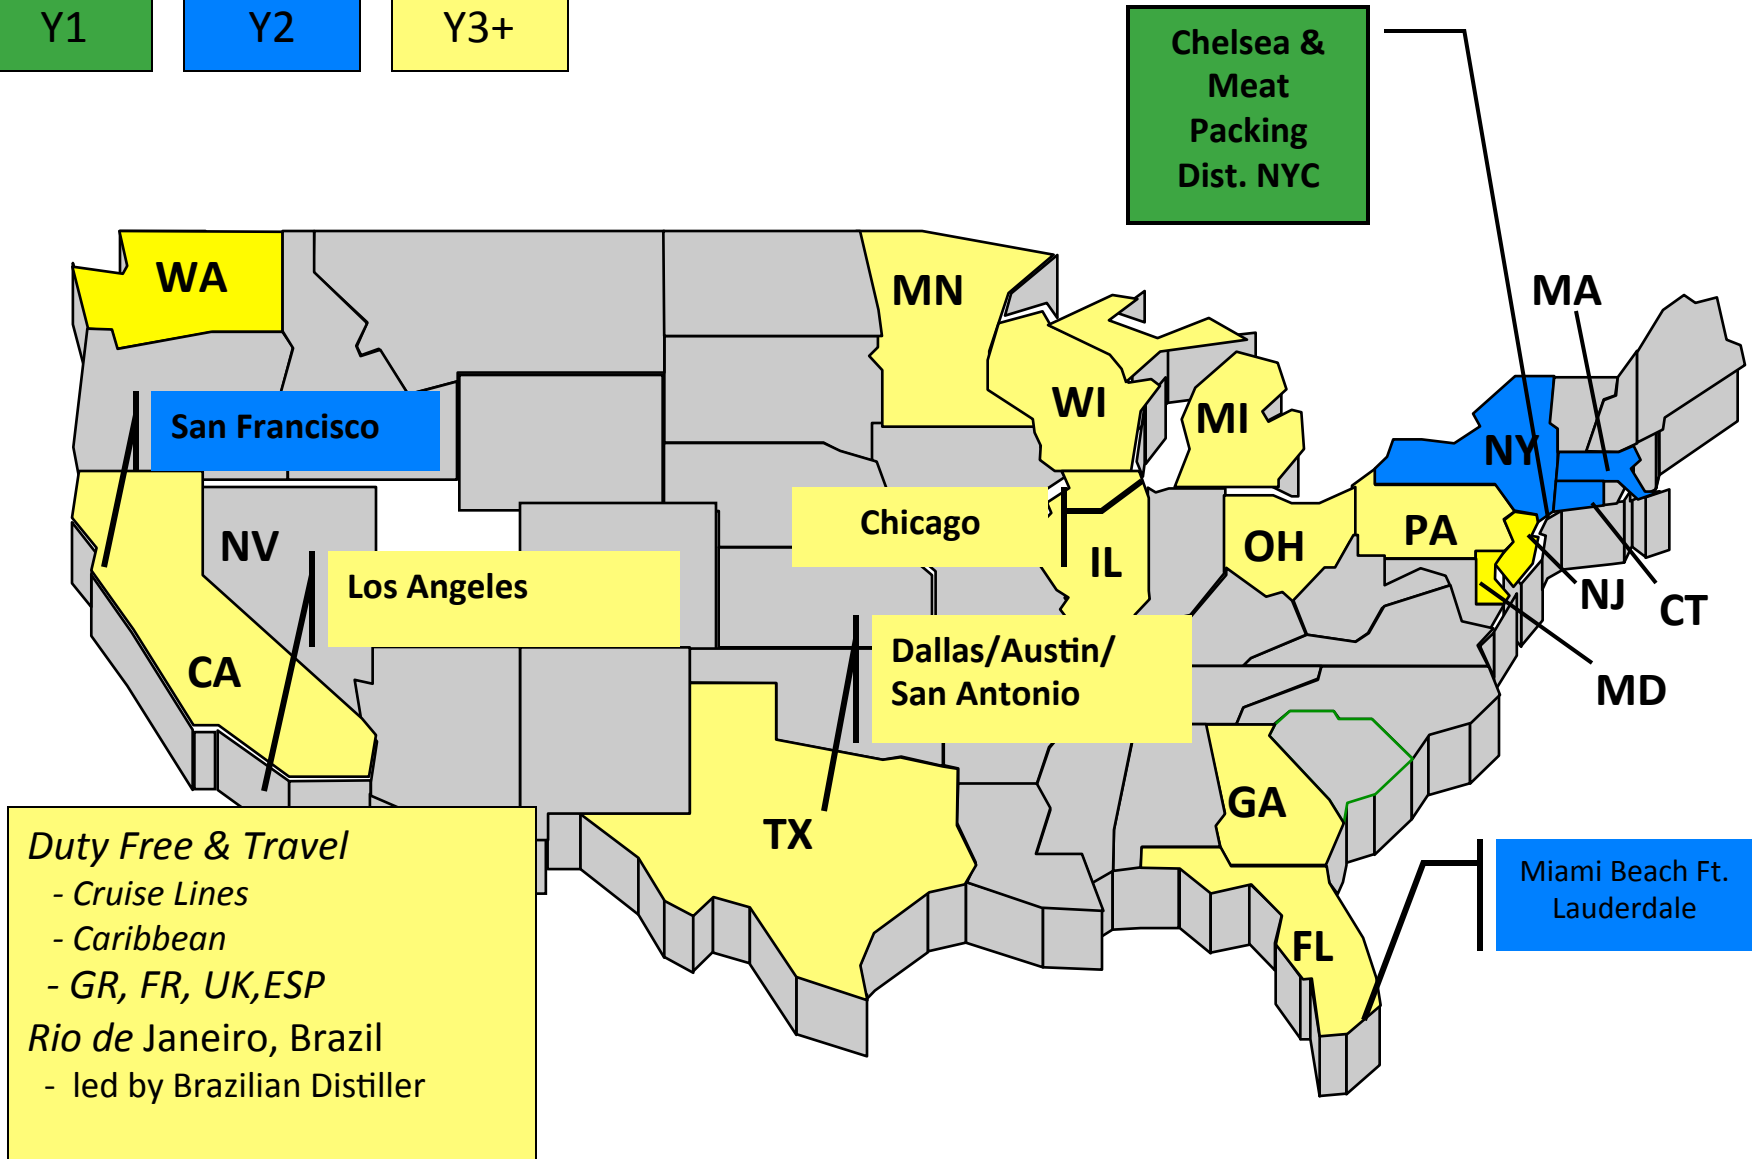 Y1
Y2
Y3+
Chelsea &
Meat
Packing
Dist. NYC
WA
MN
MA
San Francisco
WI
MI
NY
Chicago
NV
Los Angeles
IL
OH
PA
NJ
CT
CA
Dallas/Austin/
San Antonio
MD
TX
GA
Duty Free & Travel
- Cruise Lines
- Caribbean
- GR, FR, UK,ESP
Rio de Janeiro, Brazil
- led by Brazilian Distiller
FL
Miami Beach Ft.
Lauderdale